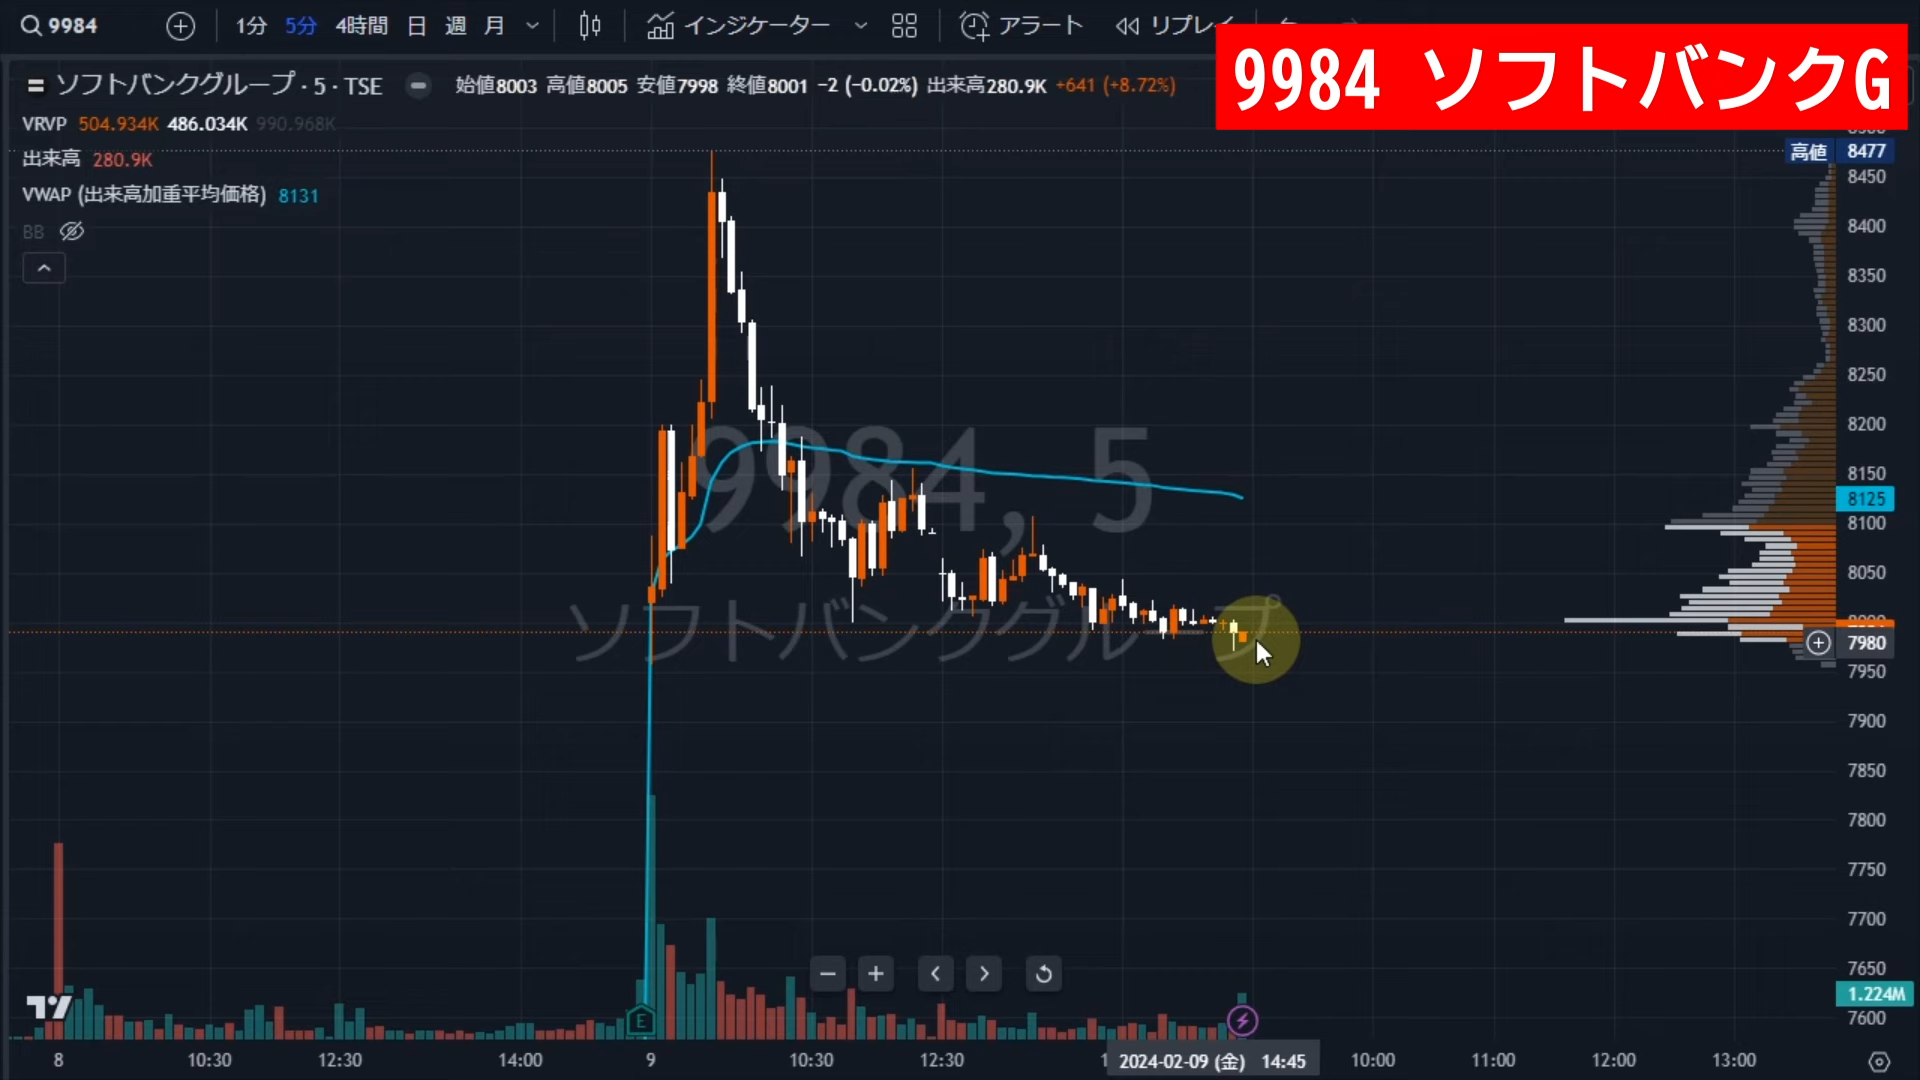 9984 1分 5分 4時間 日 週 月 インジケーター アラート リプレイ
9984 ソフトバンクG
ソフトバンクグループ · 5 · TSE 始値8003 高値8005 安値7998 終値8001 −2 (−0.02%) 出来高280.9K +641 (+8.72%)
VRVP 504.934K 486.034K 990.968K
出来高 280.9K
VWAP (出来高加重平均価格) 8131
BB
9984, 5
ソフトバンクグループ
高値 8477
8450
8400
8350
8300
8250
8200
8150
8125
8100
8050
7980
7950
7900
7850
7800
7750
7700
7650
1.224M
7600
E
8 10:30 12:30 14:00 9 10:30 12:30 2024-02-09 (金) 14:45 10:00 11:00 12:00 13:00